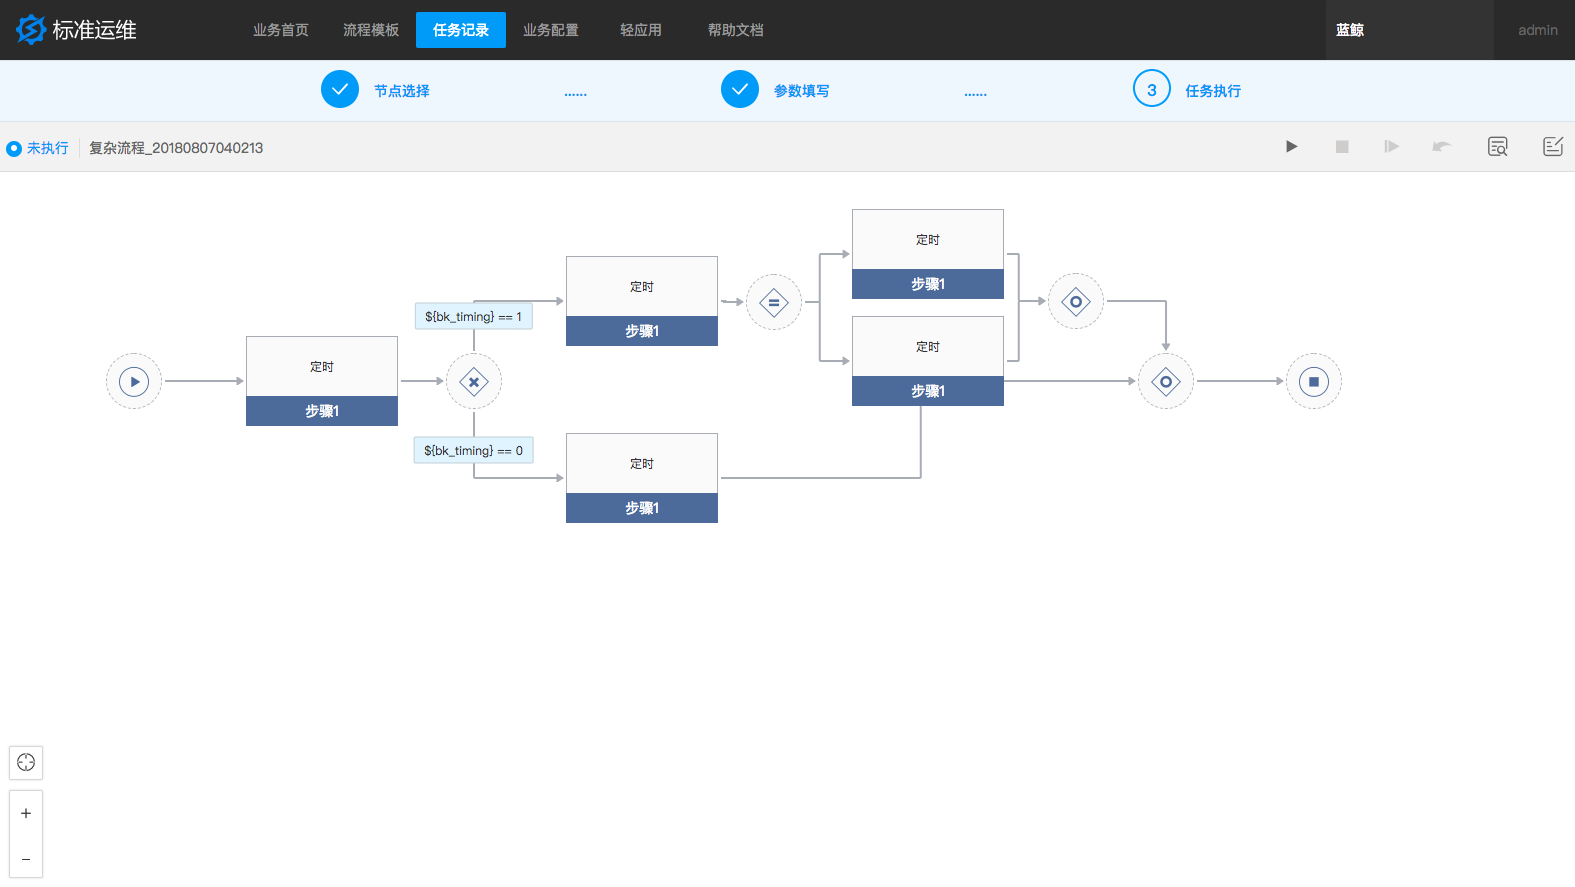 标准运维
业务首页 流程模板 任务记录 业务配置 轻应用 帮助文档 蓝鲸 admin
节点选择 ...... 参数填写 ...... 3 任务执行
未执行 复杂流程_20180807040213
定时
步骤1
定时
步骤1
${bk_timing} == 1
定时
步骤1
定时
步骤1
${bk_timing} == 0
定时
步骤1